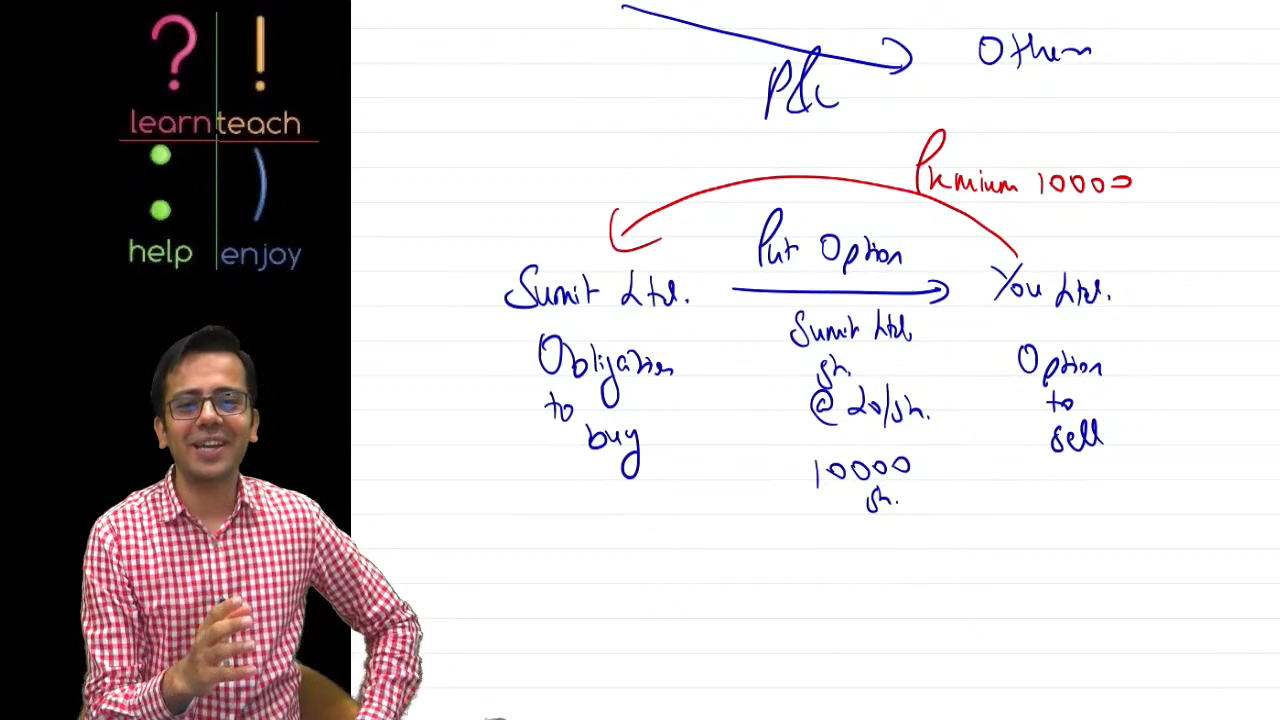 ? !
learn teach
help enjoy
Others
P&L
Premium 10000
Put Option
Sumit Ltd.
You Ltd.
Sumit Ltd.
sh.
@ 20/sh.
10000
sh.
Obligation
to
buy
Option
to
sell